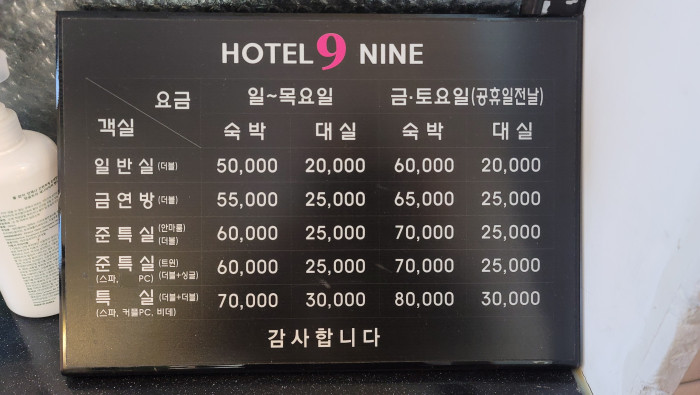 HOTEL 9 NINE
요금 일~목요일 금·토요일(공휴일전날)
객실 숙박 대실 숙박 대실
일반실(더블) 50,000 20,000 60,000 20,000
금연방(더블) 55,000 25,000 65,000 25,000
준특실(안마룸)(더블) 60,000 25,000 70,000 25,000
준특실(트윈)(더블+싱글) 60,000 25,000 70,000 25,000
(스파, PC)
특실(더블+더블) 70,000 30,000 80,000 30,000
(스파, 커플PC, 비데)
감사합니다